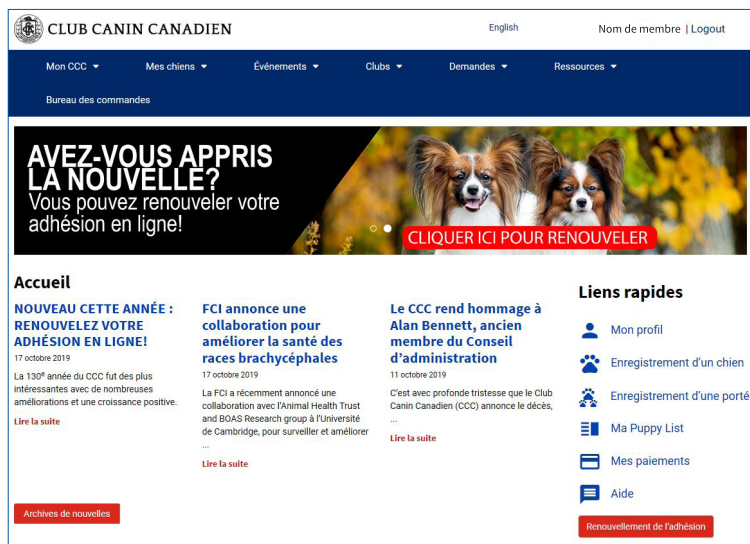 CLUB CANIN CANADIEN
English
Nom de membre | Logout
Mon CCC
Mes chiens
Événements
Clubs
Demandes
Ressources
Bureau des commandes
AVEZ-VOUS APPRIS
LA NOUVELLE?
Vous pouvez renouveler votre
adhésion en ligne!
CLIQUER ICI POUR RENOUVELER
Accueil
NOUVEAU CETTE ANNÉE :
RENOUVELEZ VOTRE
ADHÉSION EN LIGNE!
17 octobre 2019
La 130e année du CCC fut des plus
intéressantes avec de nombreuses
améliorations et une croissance positive.
Lire la suite
FCI annonce une
collaboration pour
améliorer la santé des
races brachycéphales
17 octobre 2019
La FCI a récemment annoncé une
collaboration avec l'Animal Health Trust
and BOAS Research group à l'Université
de Cambridge, pour surveiller et améliorer
...
Lire la suite
Le CCC rend hommage à
Alan Bennett, ancien
membre du Conseil
d'administration
11 octobre 2019
C'est avec profonde tristesse que le Club
Canin Canadien (CCC) annonce le décès,
...
Lire la suite
Archives de nouvelles
Liens rapides
Mon profil
Enregistrement d'un chien
Enregistrement d'une porté
Ma Puppy List
Mes paiements
Aide
Renouvellement de l'adhésion